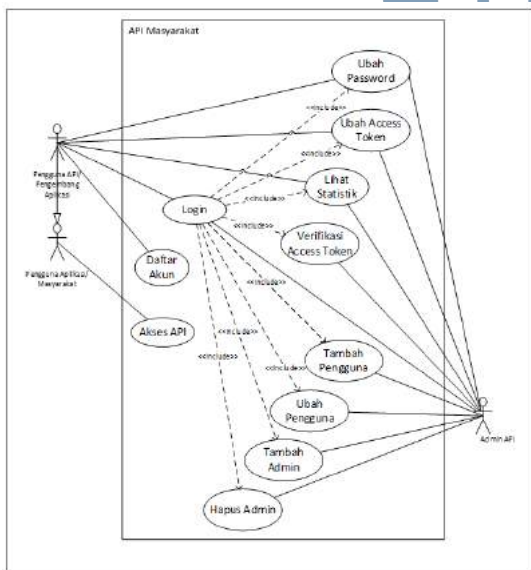 API Masyarakat
Ubah
Password
<<Include>>
Ubah Access
Token
<<Include>>
Lihat
Statistik
<<Include>>
Pengguna API/
Pengembang
Aplikasi
Login
<<Include>>
Verifikasi
Access Token
Daftar
Akun
Pengguna Aplikasi/
Masyarakat
Akses API
<<Include>>
<<Include>>
<<Include>>
<<Include>>
Tambah
Pengguna
Ubah
Pengguna
Admin API
Tambah
Admin
Hapus Admin